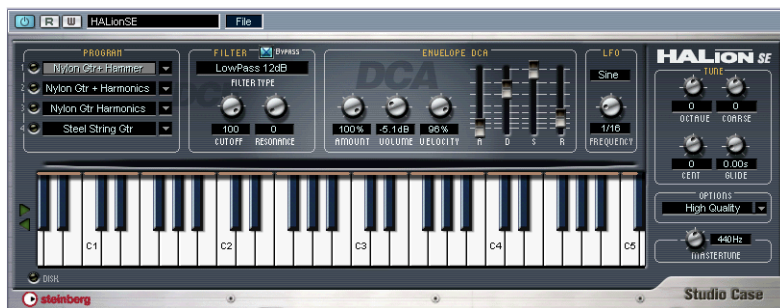 R W HALionSE File
PROGRAM
1 Nylon Gtr+ Hammer
2 Nylon Gtr + Harmonics
3 Nylon Gtr Harmonics
4 Steel String Gtr
FILTER BYPASS
LowPass 12dB
FILTER TYPE
100 0
CUTOFF RESONANCE
ENVELOPE DCA
DCA
100% -5.1dB 96%
AMOUNT VOLUME VELOCITY A D S R
LFO
Sine
1/16
FREQUENCY
HALion SE
TUNE
0 0
OCTAVE COARSE
0 0.00s
CENT GLIDE
OPTIONS
High Quality
440Hz
MASTERTUNE
C1 C2 C3 C4 C5
DISK
steinberg
Studio Case